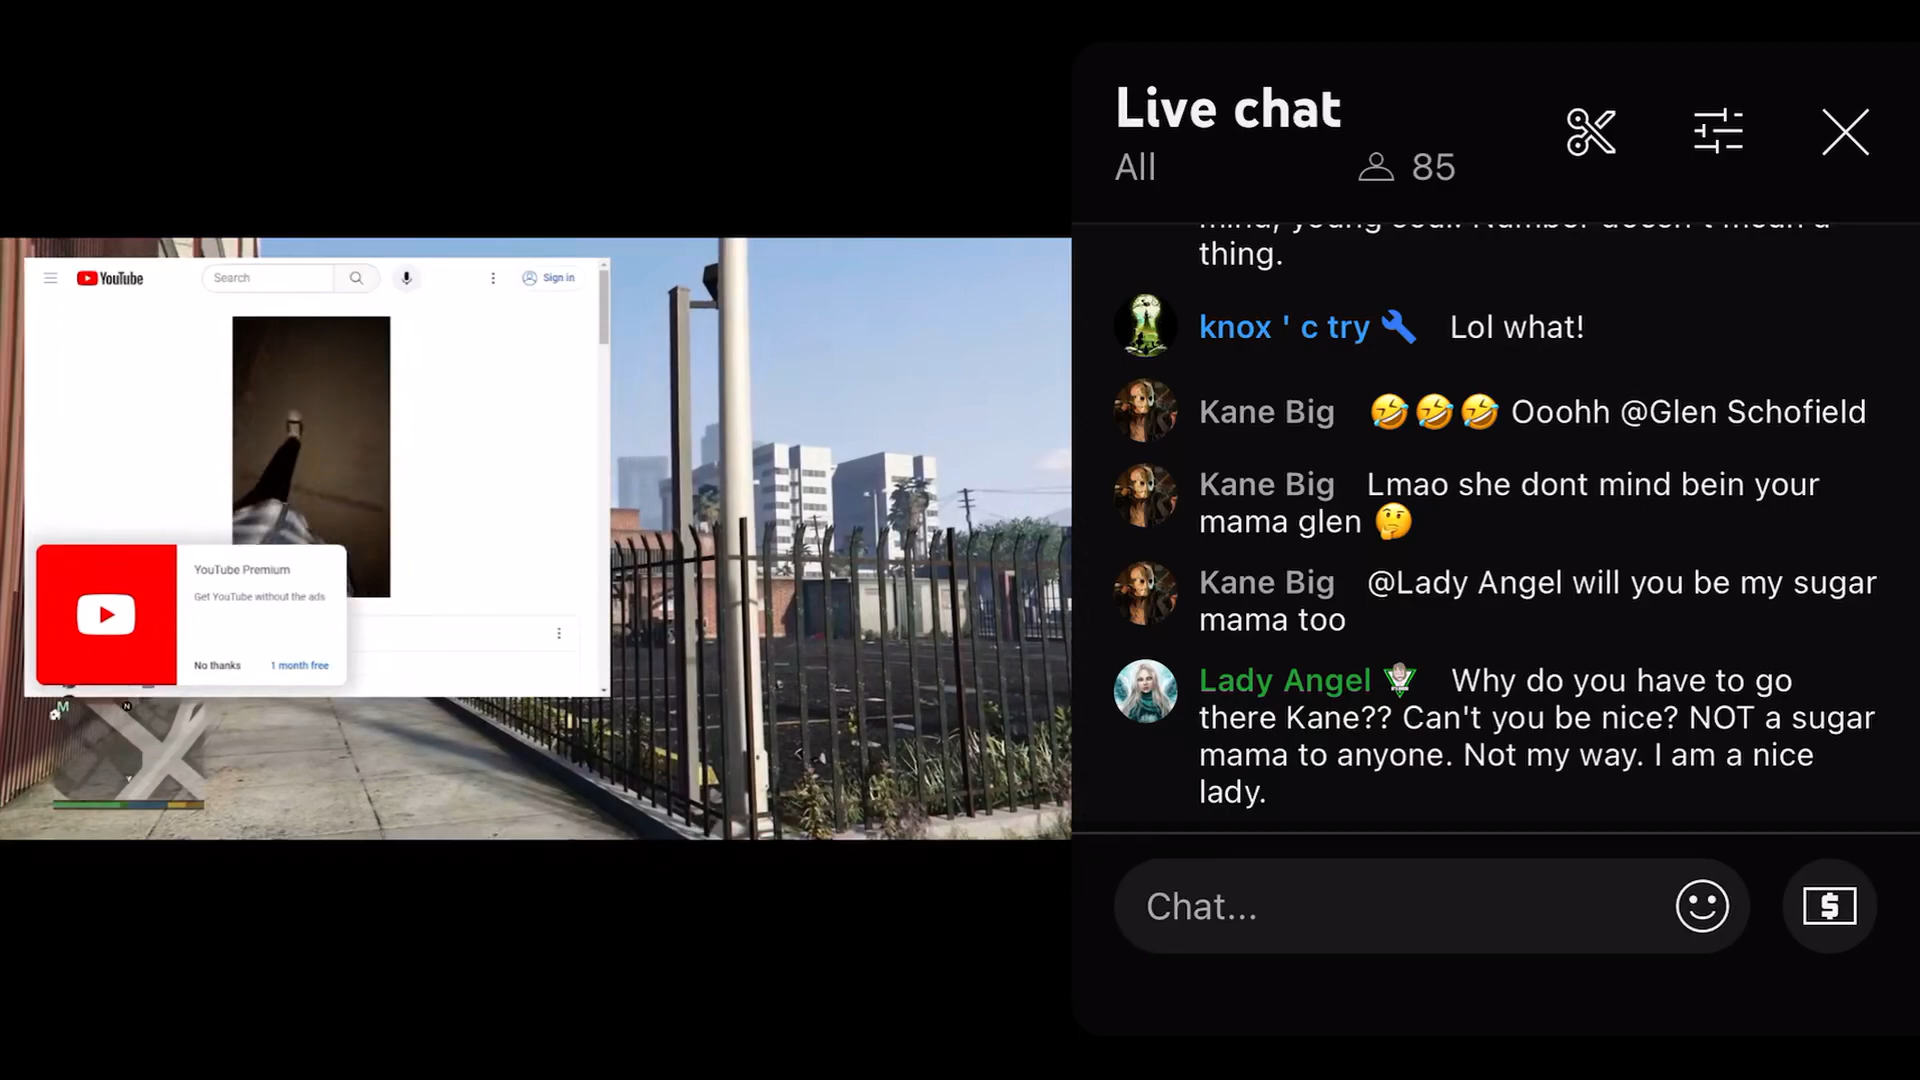 YouTube
Search
Sign in
YouTube Premium
Get YouTube without the ads
No thanks
1 month free
M
N
Live chat
All
85
thing.
knox ' c try Lol what!
Kane Big 🤣🤣🤣 Ooohh @Glen Schofield
Kane Big Lmao she dont mind bein your
mama glen 🤔
Kane Big @Lady Angel will you be my sugar
mama too
Lady Angel Why do you have to go
there Kane?? Can't you be nice? NOT a sugar
mama to anyone. Not my way. I am a nice
lady.
Chat...